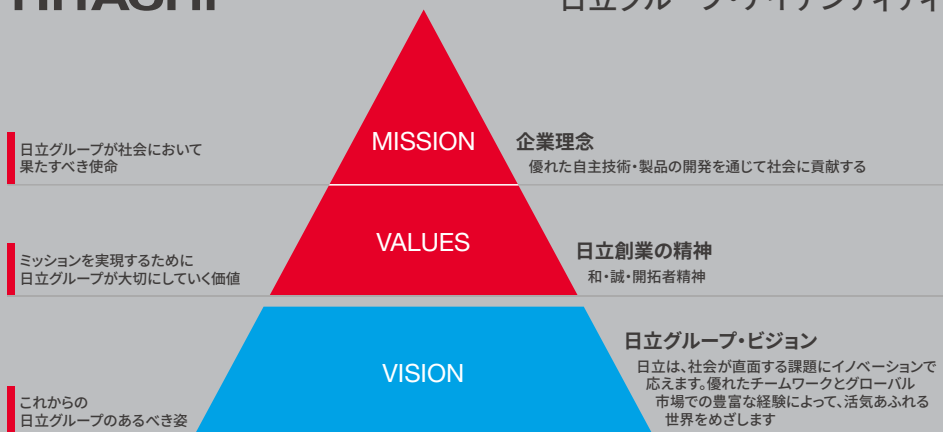 HITACHI
日立グループ・アイデンティティ
MISSION
日立グループが社会において
果たすべき使命
企業理念
優れた自主技術・製品の開発を通じて社会に貢献する
VALUES
ミッションを実現するために
日立グループが大切にしていく価値
日立創業の精神
和・誠・開拓者精神
VISION
これからの
日立グループのあるべき姿
日立グループ・ビジョン
日立は、社会が直面する課題にイノベーションで
応えます。優れたチームワークとグローバル
市場での豊富な経験によって、活気あふれる
世界をめざします